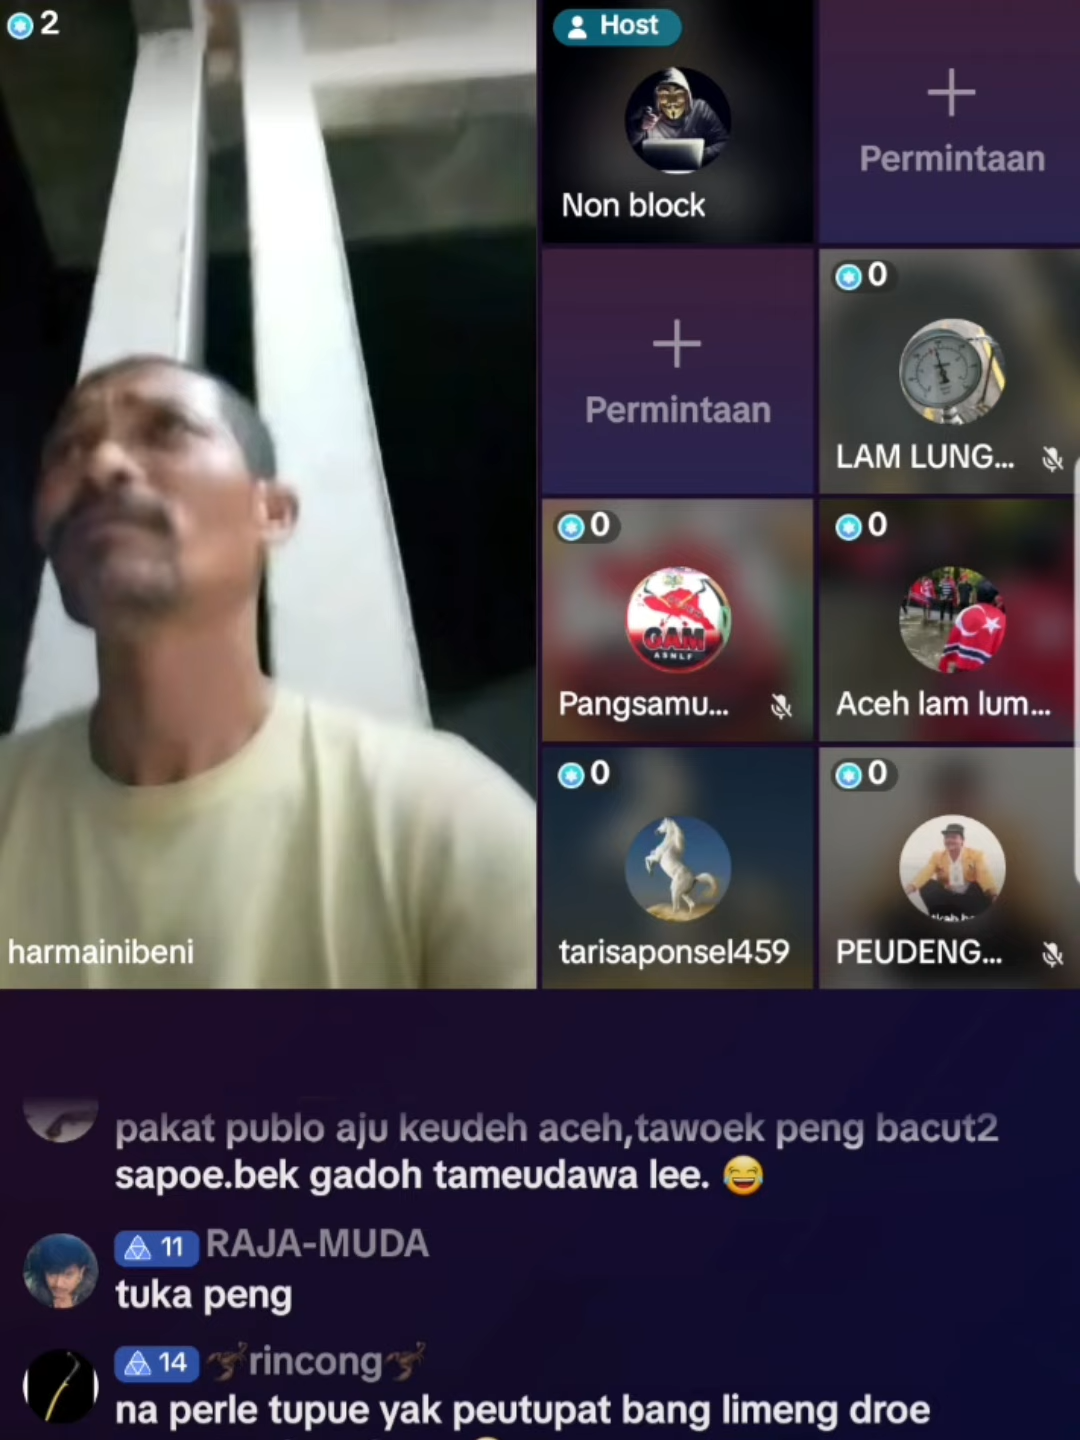 2
Host
Non block
Permintaan
Permintaan
0
LAM LUNG...
0
GAM
ASNLF
Pangsamu...
0
Aceh lam lum...
0
tarisaponsel459
0
PEUDENG...
harmainibeni
pakat publo aju keudeh aceh,tawoek peng bacut2
sapoe.bek gadoh tameudawa lee. 😂
11 RAJA-MUDA
tuka peng
14 🦂rincong🦂
na perle tupue yak peutupat bang limeng droe